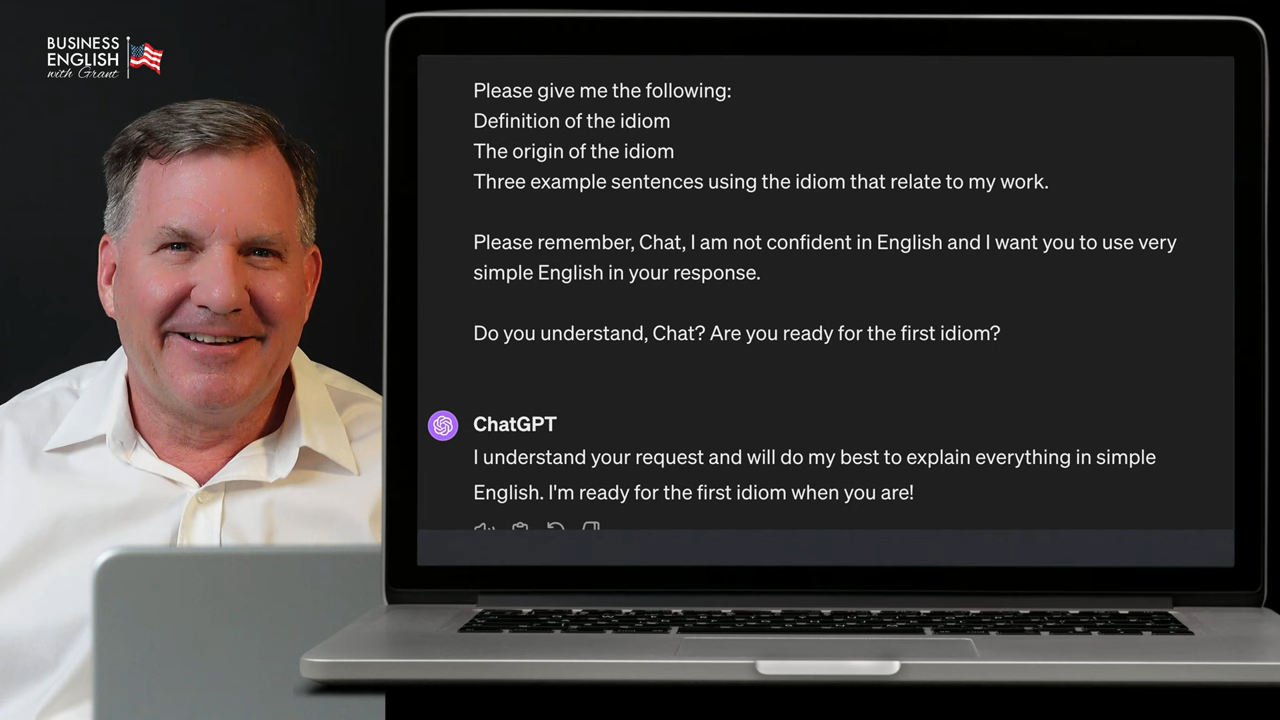 BUSINESS
ENGLISH
with Grant
Please give me the following:
Definition of the idiom
The origin of the idiom
Three example sentences using the idiom that relate to my work.
Please remember, Chat, I am not confident in English and I want you to use very
simple English in your response.
Do you understand, Chat? Are you ready for the first idiom?
ChatGPT
I understand your request and will do my best to explain everything in simple
English. I'm ready for the first idiom when you are!